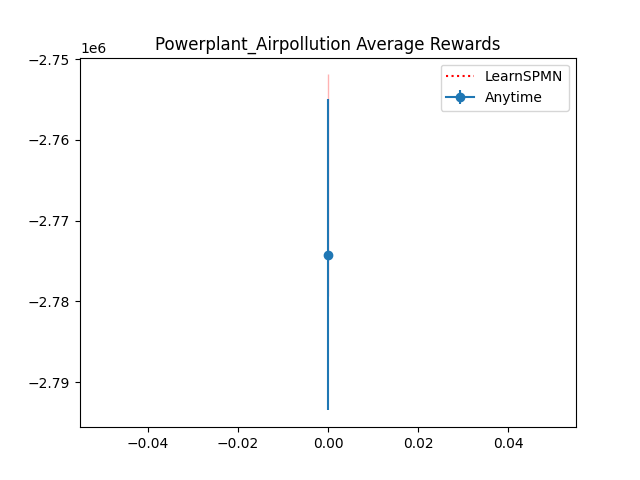 Powerplant_Airpollution Average Rewards
1e6
−2.75
−2.76
−2.77
−2.78
−2.79
LearnSPMN
Anytime
−0.04 −0.02 0.00 0.02 0.04